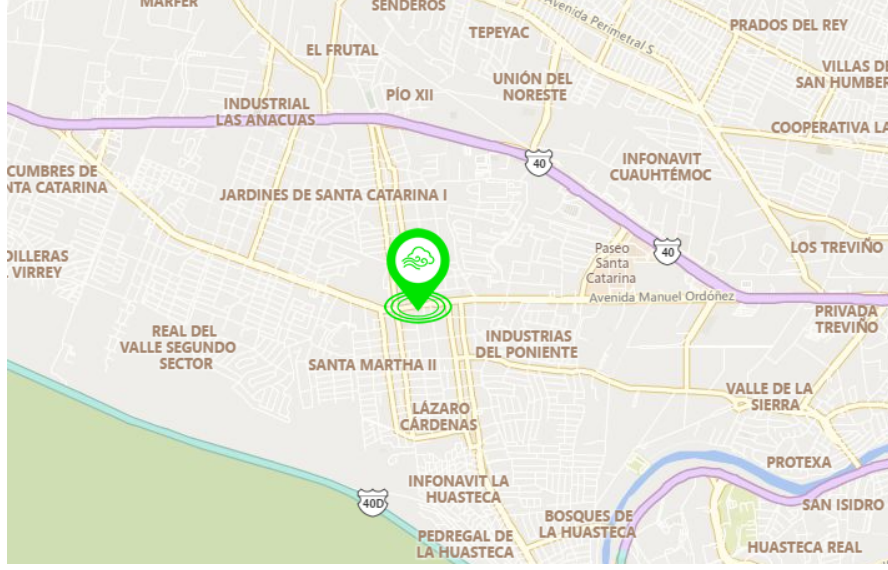 MARFER
SENDEROS
TEPEYAC
Avenida Perimetral S
PRADOS DEL REY
EL FRUTAL
UNIÓN DEL
NORESTE
VILLAS DE
SAN HUMBER
PÍO XII
INDUSTRIAL
LAS ANACUAS
COOPERATIVA LA
40
INFONAVIT
CUAUHTÉMOC
CUMBRES DE
NTA CATARINA
JARDINES DE SANTA CATARINA I
40
Paseo
Santa
Catarina
LOS TREVIÑO
DILLERAS
VIRREY
Avenida Manuel Ordóñez
PRIVADA
TREVIÑO
REAL DEL
VALLE SEGUNDO
SECTOR
INDUSTRIAS
DEL PONIENTE
SANTA MARTHA II
VALLE DE LA
SIERRA
LÁZARO
CÁRDENAS
PROTEXA
INFONAVIT LA
HUASTECA
40D
SAN ISIDRO
BOSQUES DE
LA HUASTECA
PEDREGAL DE
LA HUASTECA
HUASTECA REAL